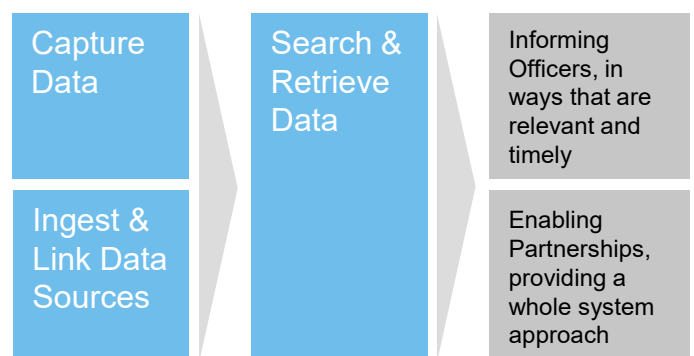 Capture
Data
Ingest &
Link Data
Sources
Search &
Retrieve
Data
Informing
Officers, in
ways that are
relevant and
timely
Enabling
Partnerships,
providing a
whole system
approach